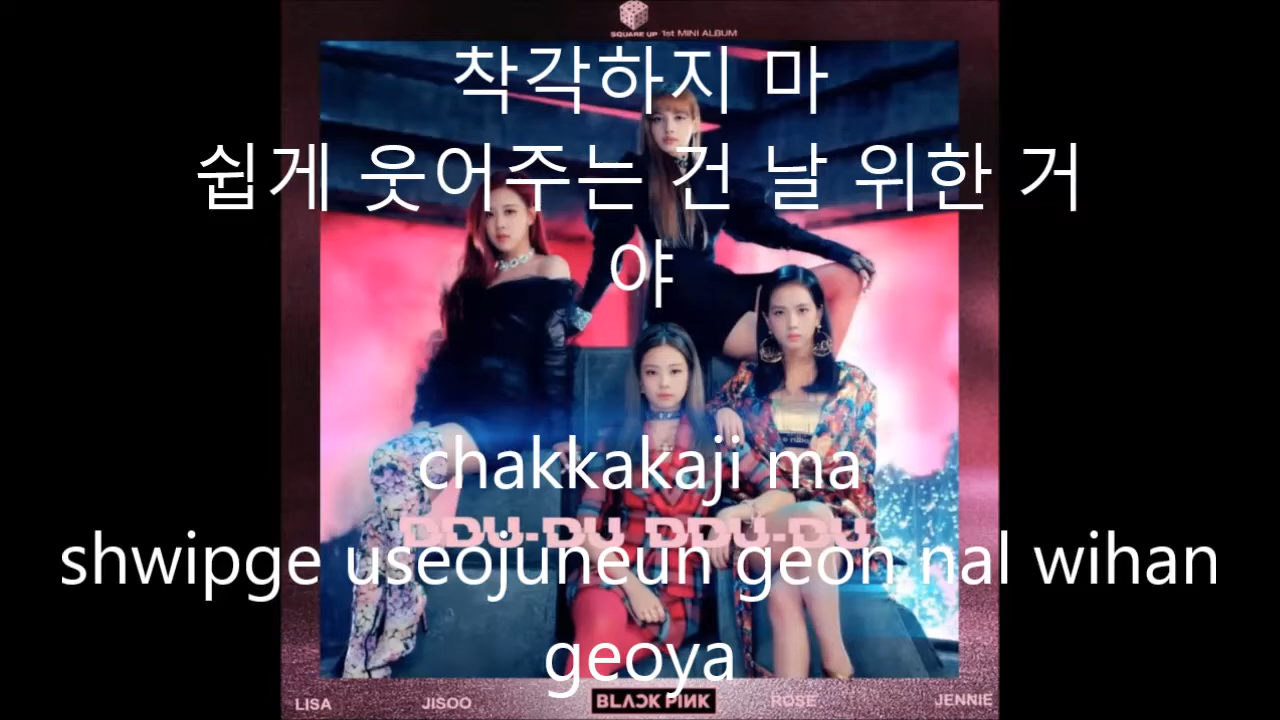 SQUARE UP 1st MINI ALBUM
착각하지 마
쉽게 웃어주는 건 날 위한 거
야
chakkakaji ma
DDU-DU DDU-DU
shwipge useojuneun geon nal wihan
geoya
LISA JISOO BLACKPINK ROSÉ JENNIE